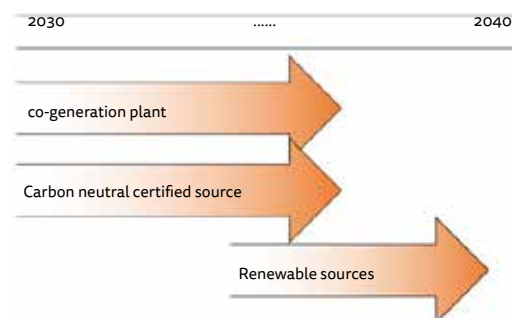 2030 ...... 2040
co-generation plant
Carbon neutral certified source
Renewable sources